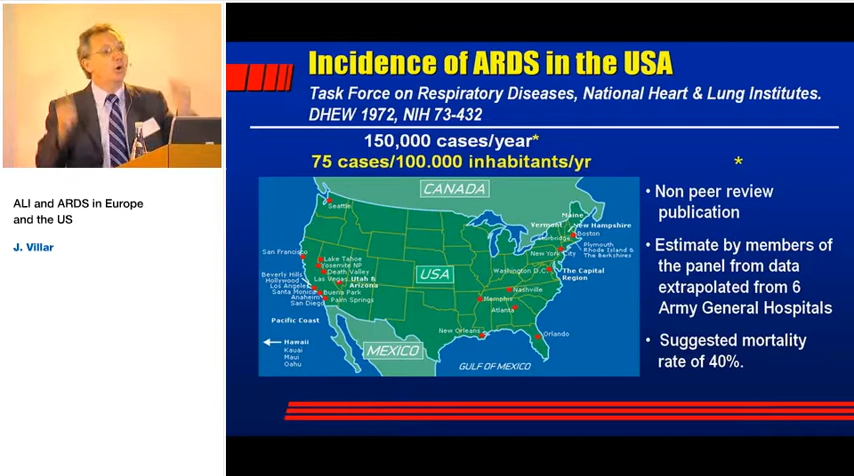 ALI and ARDS in Europe
and the US
J. Villar
Incidence of ARDS in the USA
Task Force on Respiratory Diseases, National Heart & Lung Institutes.
DHEW 1972, NIH 73-432
150,000 cases/year*
75 cases/100.000 inhabitants/yr
*
• Non peer review
publication
• Estimate by members of
the panel from data
extrapolated from 6
Army General Hospitals
• Suggested mortality
rate of 40%.
CANADA
Seattle
Maine
Vermont
New Hampshire
Boston
Sturbridge
Plymouth
Rhode Island &
The Berkshires
New York City
San Francisco
Lake Tahoe
Yosemite NP
Death Valley
Las Vegas
Utah &
Arizona
USA
Washington D.C.
The Capital
Region
Beverly Hills
Hollywood
Los Angeles
Santa Monica
Buena Park
Anaheim
Palm Springs
San Diego
Nashville
Memphis
Atlanta
Pacific Coast
New Orleans
Orlando
Hawaii
Kauai
Maui
Oahu
MEXICO
GULF OF MEXICO